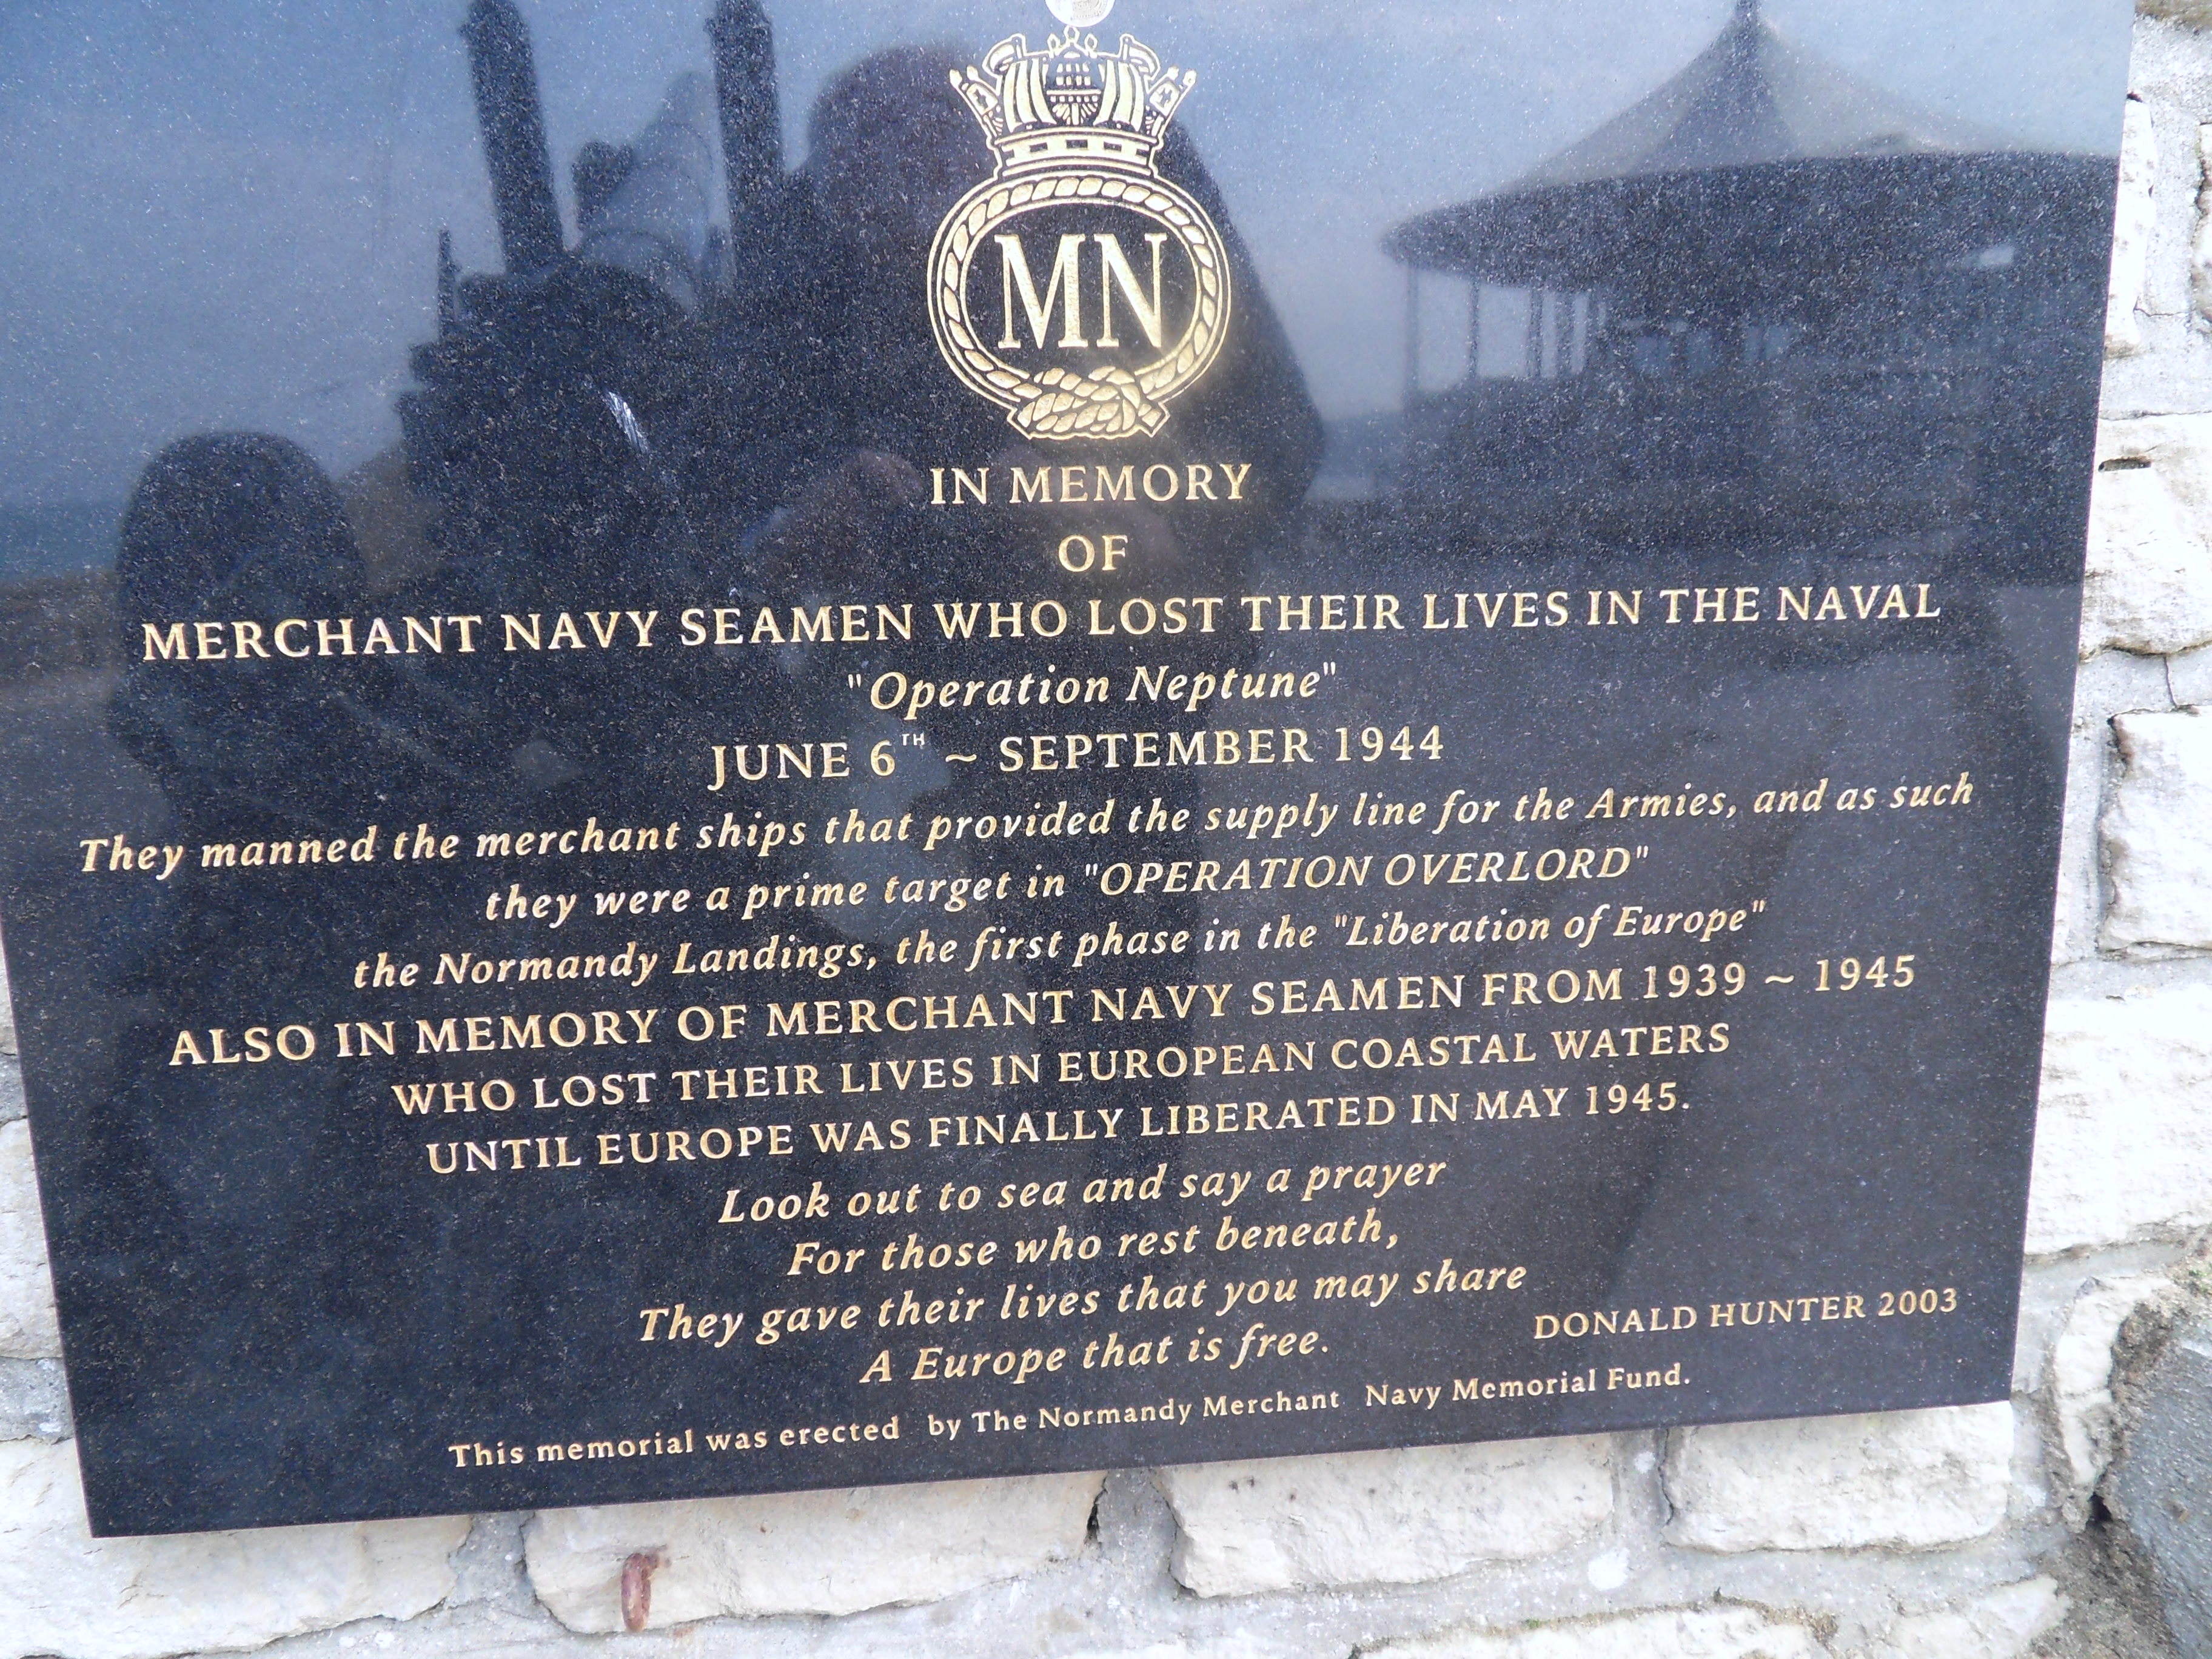 MN
IN MEMORY
OF
MERCHANT NAVY SEAMEN WHO LOST THEIR LIVES IN THE NAVAL
"Operation Neptune"
JUNE 6TH ~ SEPTEMBER 1944
They manned the merchant ships that provided the supply line for the Armies, and as such
they were a prime target in "OPERATION OVERLORD"
the Normandy Landings, the first phase in the "Liberation of Europe"
ALSO IN MEMORY OF MERCHANT NAVY SEAMEN FROM 1939 ~ 1945
WHO LOST THEIR LIVES IN EUROPEAN COASTAL WATERS
UNTIL EUROPE WAS FINALLY LIBERATED IN MAY 1945.
Look out to sea and say a prayer
For those who rest beneath,
They gave their lives that you may share
A Europe that is free.
DONALD HUNTER 2003
This memorial was erected by The Normandy Merchant Navy Memorial Fund.